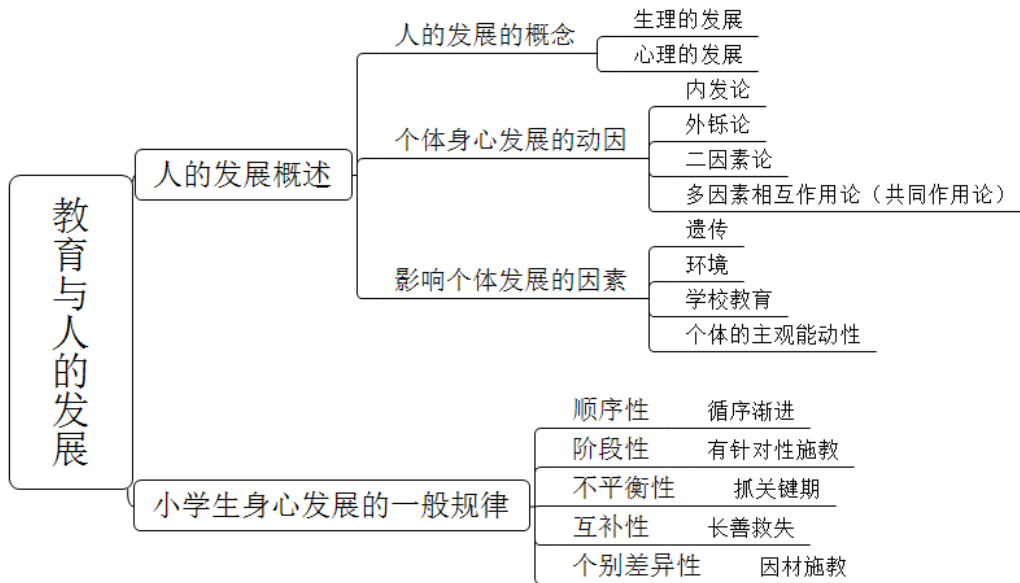 教育与人的发展
人的发展概述
人的发展的概念
生理的发展
心理的发展
个体身心发展的动因
内发论
外铄论
二因素论
多因素相互作用论（共同作用论）
影响个体发展的因素
遗传
环境
学校教育
个体的主观能动性
小学生身心发展的一般规律
顺序性 循序渐进
阶段性 有针对性施教
不平衡性 抓关键期
互补性 长善救失
个别差异性 因材施教